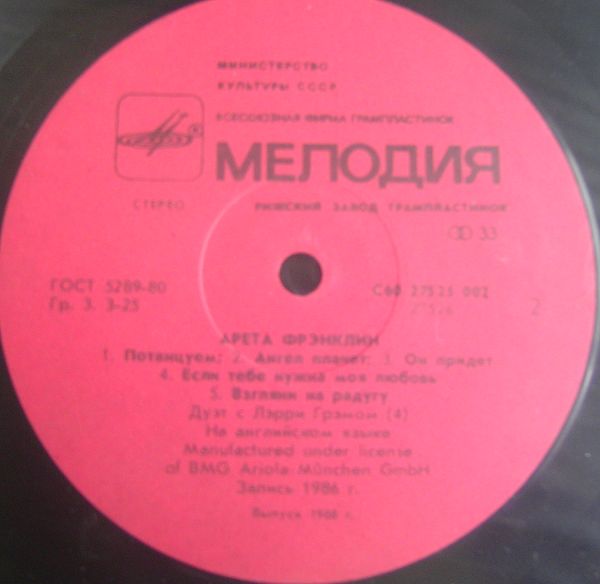 МИНИСТЕРСТВО
КУЛЬТУРЫ СССР
ВСЕСОЮЗНАЯ ФИРМА ГРАМПЛАСТИНОК
МЕЛОДИЯ
СТЕРЕО РИЖСКИЙ ЗАВОД ГРАМПЛАСТИНОК
33
ГОСТ 5289-80 С60 27525 002
Гр. 3. 3-25 27526 2
АРЕТА ФРЭНКЛИН
1. Потанцуем; 2. Ангел плачет; 3. Он придет
4. Если тебе нужна моя любовь
5. Взгляни на радугу
Дуэт с Лэрри Грэмом (4)
На английском языке
Manufactured under license
of BMG Ariola München GmbH
Запись 1986 г.
Выпуск 1988 г.